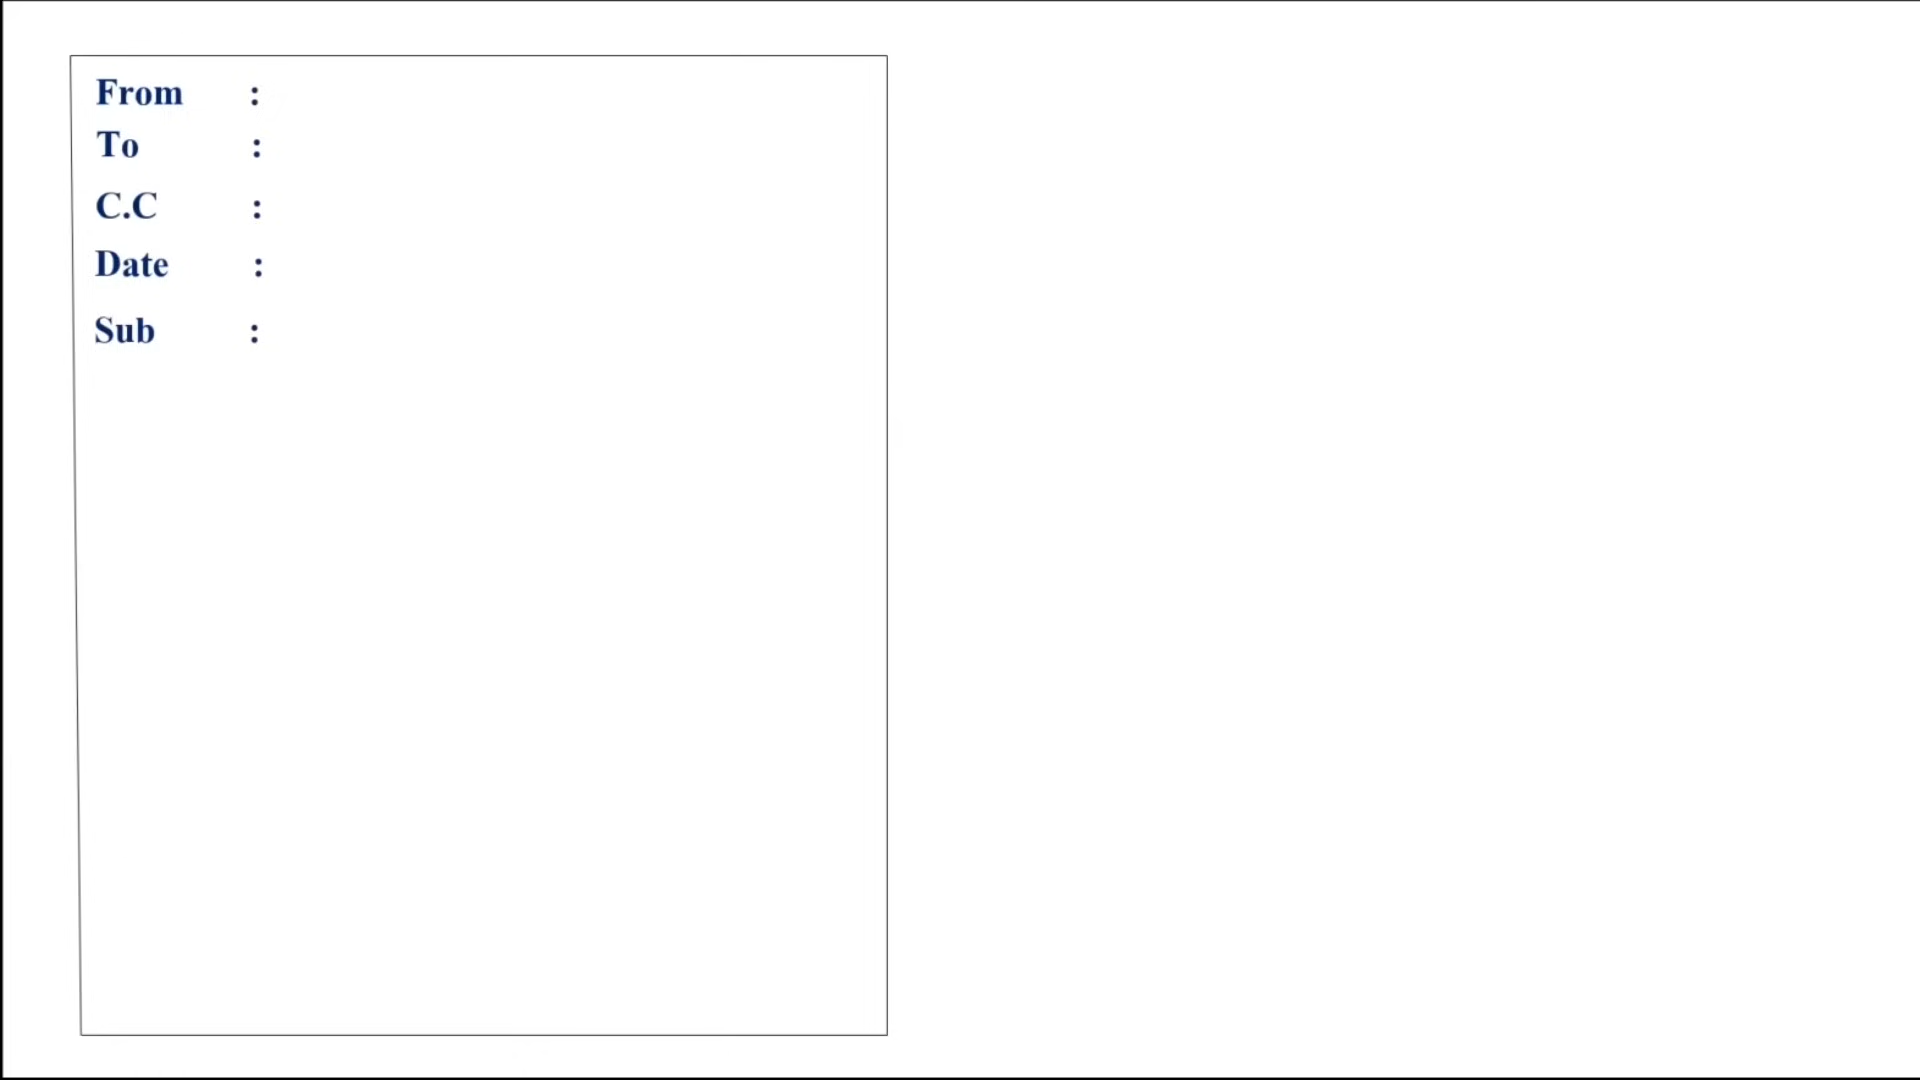 From :
To :
C.C :
Date :
Sub :